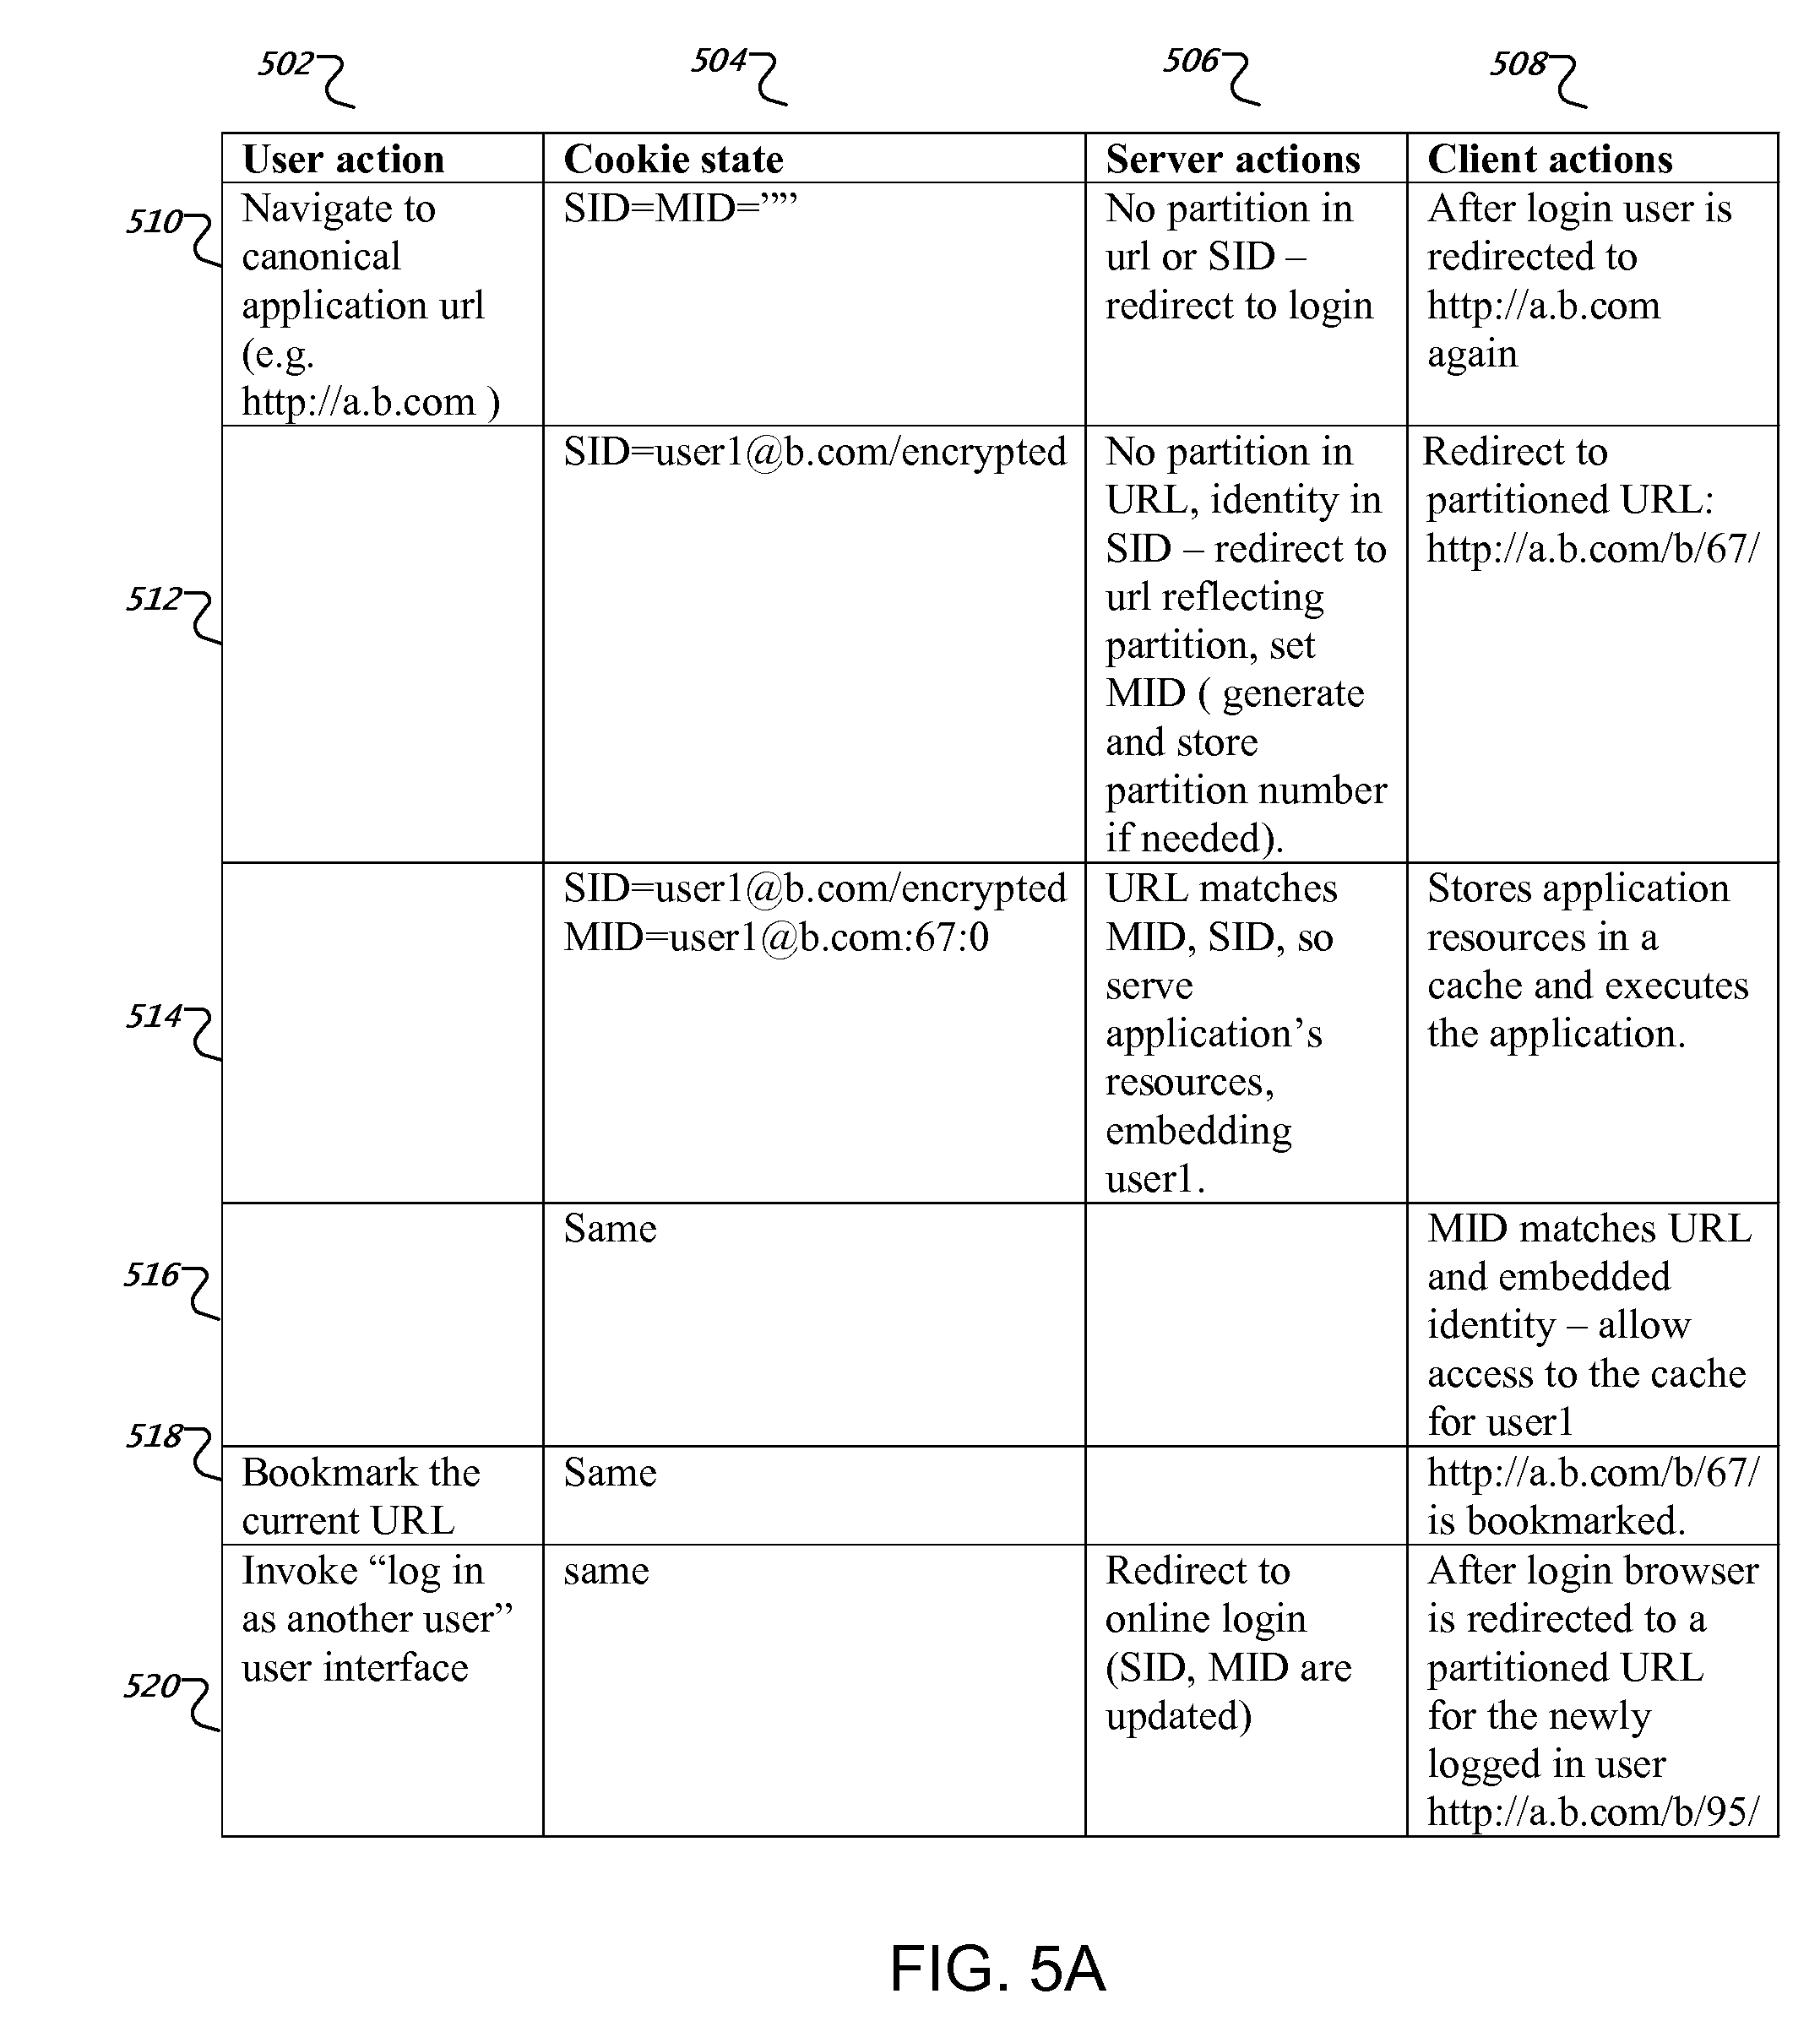 502
504
506
508
User action
Cookie state
Server actions
Client actions
510
Navigate to
canonical
application url
(e.g.
http://a.b.com )
SID=MID=””
No partition in
url or SID –
redirect to login
After login user is
redirected to
http://a.b.com
again
512
SID=user1@b.com/encrypted
No partition in
URL, identity in
SID – redirect to
url reflecting
partition, set
MID ( generate
and store
partition number
if needed).
Redirect to
partitioned URL:
http://a.b.com/b/67/
514
SID=user1@b.com/encrypted
MID=user1@b.com:67:0
URL matches
MID, SID, so
serve
application’s
resources,
embedding
user1.
Stores application
resources in a
cache and executes
the application.
516
Same
MID matches URL
and embedded
identity – allow
access to the cache
for user1
518
Bookmark the
current URL
Same
http://a.b.com/b/67/
is bookmarked.
520
Invoke “log in
as another user”
user interface
same
Redirect to
online login
(SID, MID are
updated)
After login browser
is redirected to a
partitioned URL
for the newly
logged in user
http://a.b.com/b/95/
FIG. 5A